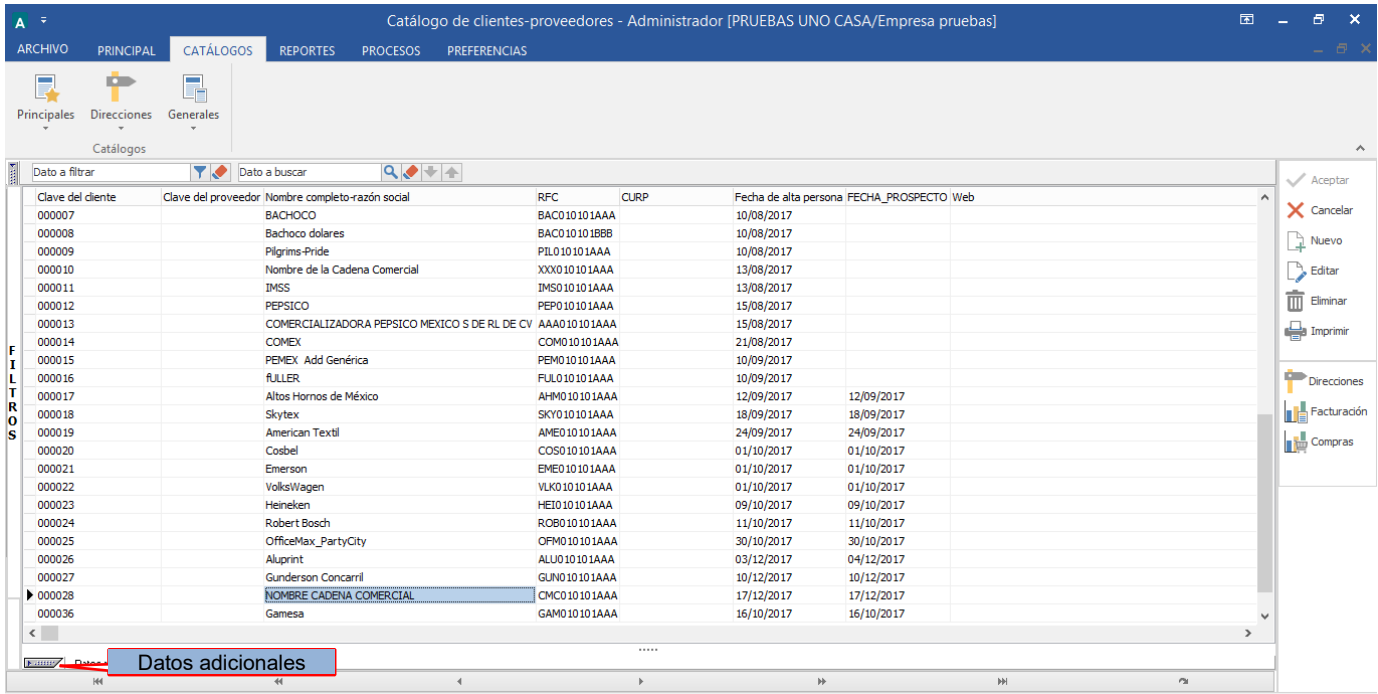 A
Catálogo de clientes-proveedores - Administrador [PRUEBAS UNO CASA/Empresa pruebas]
ARCHIVO PRINCIPAL CATÁLOGOS REPORTES PROCESOS PREFERENCIAS
Principales Direcciones Generales
Catálogos
Dato a filtrar Dato a buscar
Clave del cliente Clave del proveedor Nombre completo-razón social RFC CURP Fecha de alta persona FECHA_PROSPECTO Web
000007 BACHOCO BAC010101AAA 10/08/2017
000008 Bachoco dolares BAC010101BBB 10/08/2017
000009 Pilgrims-Pride PIL010101AAA 10/08/2017
000010 Nombre de la Cadena Comercial XXX010101AAA 13/08/2017
000011 IMSS IMS010101AAA 13/08/2017
000012 PEPSICO PEP010101AAA 15/08/2017
000013 COMERCIALIZADORA PEPSICO MEXICO S DE RL DE CV AAA010101AAA 15/08/2017
000014 COMEX COM010101AAA 21/08/2017
000015 PEMEX Add Genérica PEM010101AAA 10/09/2017
000016 fULLER FUL010101AAA 10/09/2017
000017 Altos Hornos de México AHM010101AAA 12/09/2017 12/09/2017
000018 Skytex SKY010101AAA 18/09/2017 18/09/2017
000019 American Textil AME010101AAA 24/09/2017 24/09/2017
000020 Cosbel COS010101AAA 01/10/2017 01/10/2017
000021 Emerson EME010101AAA 01/10/2017 01/10/2017
000022 VolksWagen VLK010101AAA 01/10/2017 01/10/2017
000023 Heineken HEI010101AAA 09/10/2017 09/10/2017
000024 Robert Bosch ROB010101AAA 11/10/2017 11/10/2017
000025 OfficeMax_PartyCity OFM010101AAA 30/10/2017 30/10/2017
000026 Aluprint ALU010101AAA 03/12/2017 04/12/2017
000027 Gunderson Concarril GUN010101AAA 10/12/2017 10/12/2017
000028 NOMBRE CADENA COMERCIAL CMC010101AAA 17/12/2017 17/12/2017
000036 Gamesa GAM010101AAA 16/10/2017 16/10/2017
FILTROS
Datos adicionales
Aceptar
Cancelar
Nuevo
Editar
Eliminar
Imprimir
Direcciones
Facturación
Compras